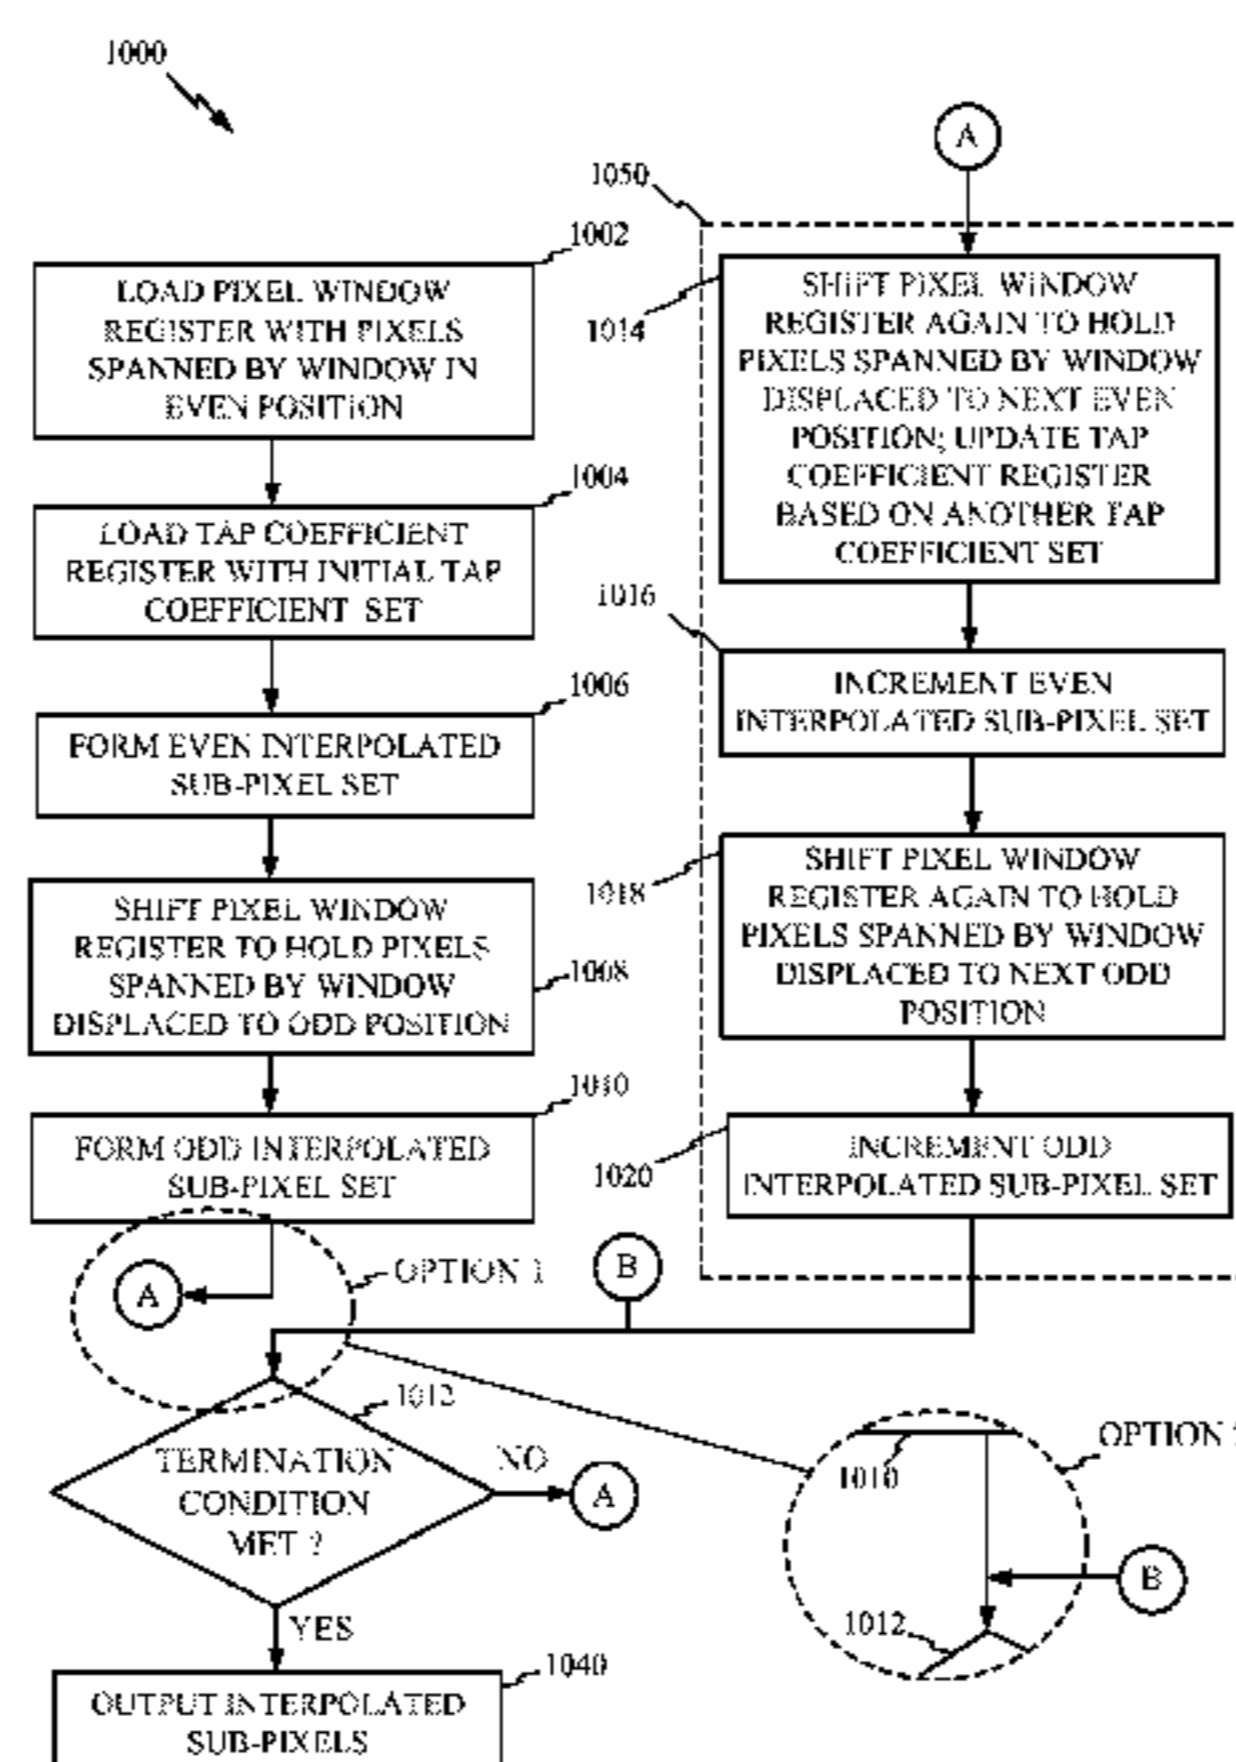 1000
1002
LOAD PIXEL WINDOW
REGISTER WITH PIXELS
SPANNED BY WINDOW IN
EVEN POSITION
1004
LOAD TAP COEFFICIENT
REGISTER WITH INITIAL TAP
COEFFICIENT SET
1006
FORM EVEN INTERPOLATED
SUB-PIXEL SET
SHIFT PIXEL WINDOW
REGISTER TO HOLD PIXELS
SPANNED BY WINDOW
DISPLACED TO ODD POSITION
1008
1010
FORM ODD INTERPOLATED
SUB-PIXEL SET
A
OPTION 1
B
1012
TERMINATION
CONDITION
MET ?
NO
A
YES
1040
OUTPUT INTERPOLATED
SUB-PIXELS
A
1050
SHIFT PIXEL WINDOW
REGISTER AGAIN TO HOLD
PIXELS SPANNED BY WINDOW
DISPLACED TO NEXT EVEN
POSITION; UPDATE TAP
COEFFICIENT REGISTER
BASED ON ANOTHER TAP
COEFFICIENT SET
1014
1016
INCREMENT EVEN
INTERPOLATED SUB-PIXEL SET
SHIFT PIXEL WINDOW
REGISTER AGAIN TO HOLD
PIXELS SPANNED BY WINDOW
DISPLACED TO NEXT ODD
POSITION
1018
INCREMENT ODD
INTERPOLATED SUB-PIXEL SET
1020
OPTION
1010
B
1012